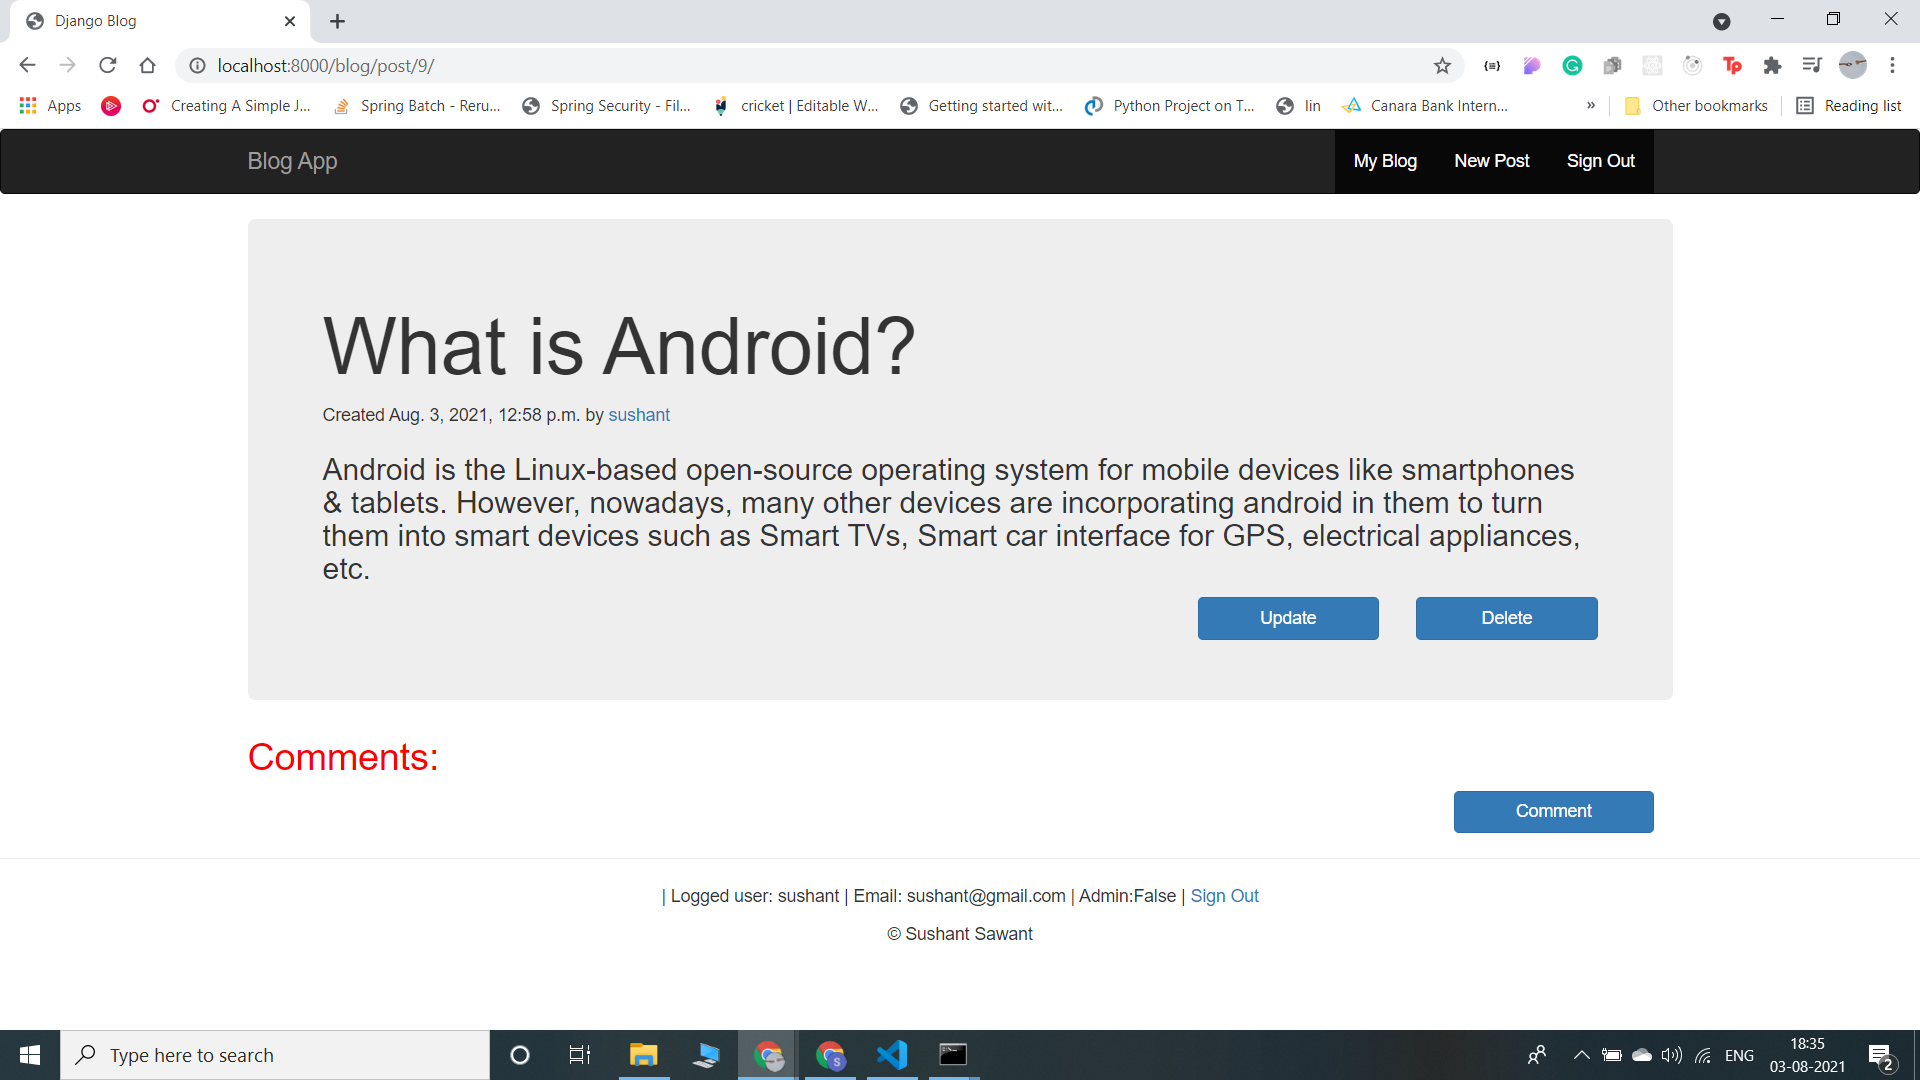 Django Blog
localhost:8000/blog/post/9/
Apps
Creating A Simple J...
Spring Batch - Reru...
Spring Security - Fil...
cricket | Editable W...
Getting started wit...
Python Project on T...
lin
Canara Bank Intern...
»
Other bookmarks
Reading list
Blog App
My Blog
New Post
Sign Out
What is Android?
Created Aug. 3, 2021, 12:58 p.m. by sushant
Android is the Linux-based open-source operating system for mobile devices like smartphones
& tablets. However, nowadays, many other devices are incorporating android in them to turn
them into smart devices such as Smart TVs, Smart car interface for GPS, electrical appliances,
etc.
Update
Delete
Comments:
Comment
| Logged user: sushant | Email: sushant@gmail.com | Admin:False | Sign Out
© Sushant Sawant
Type here to search
ENG
18:35
03-08-2021
2